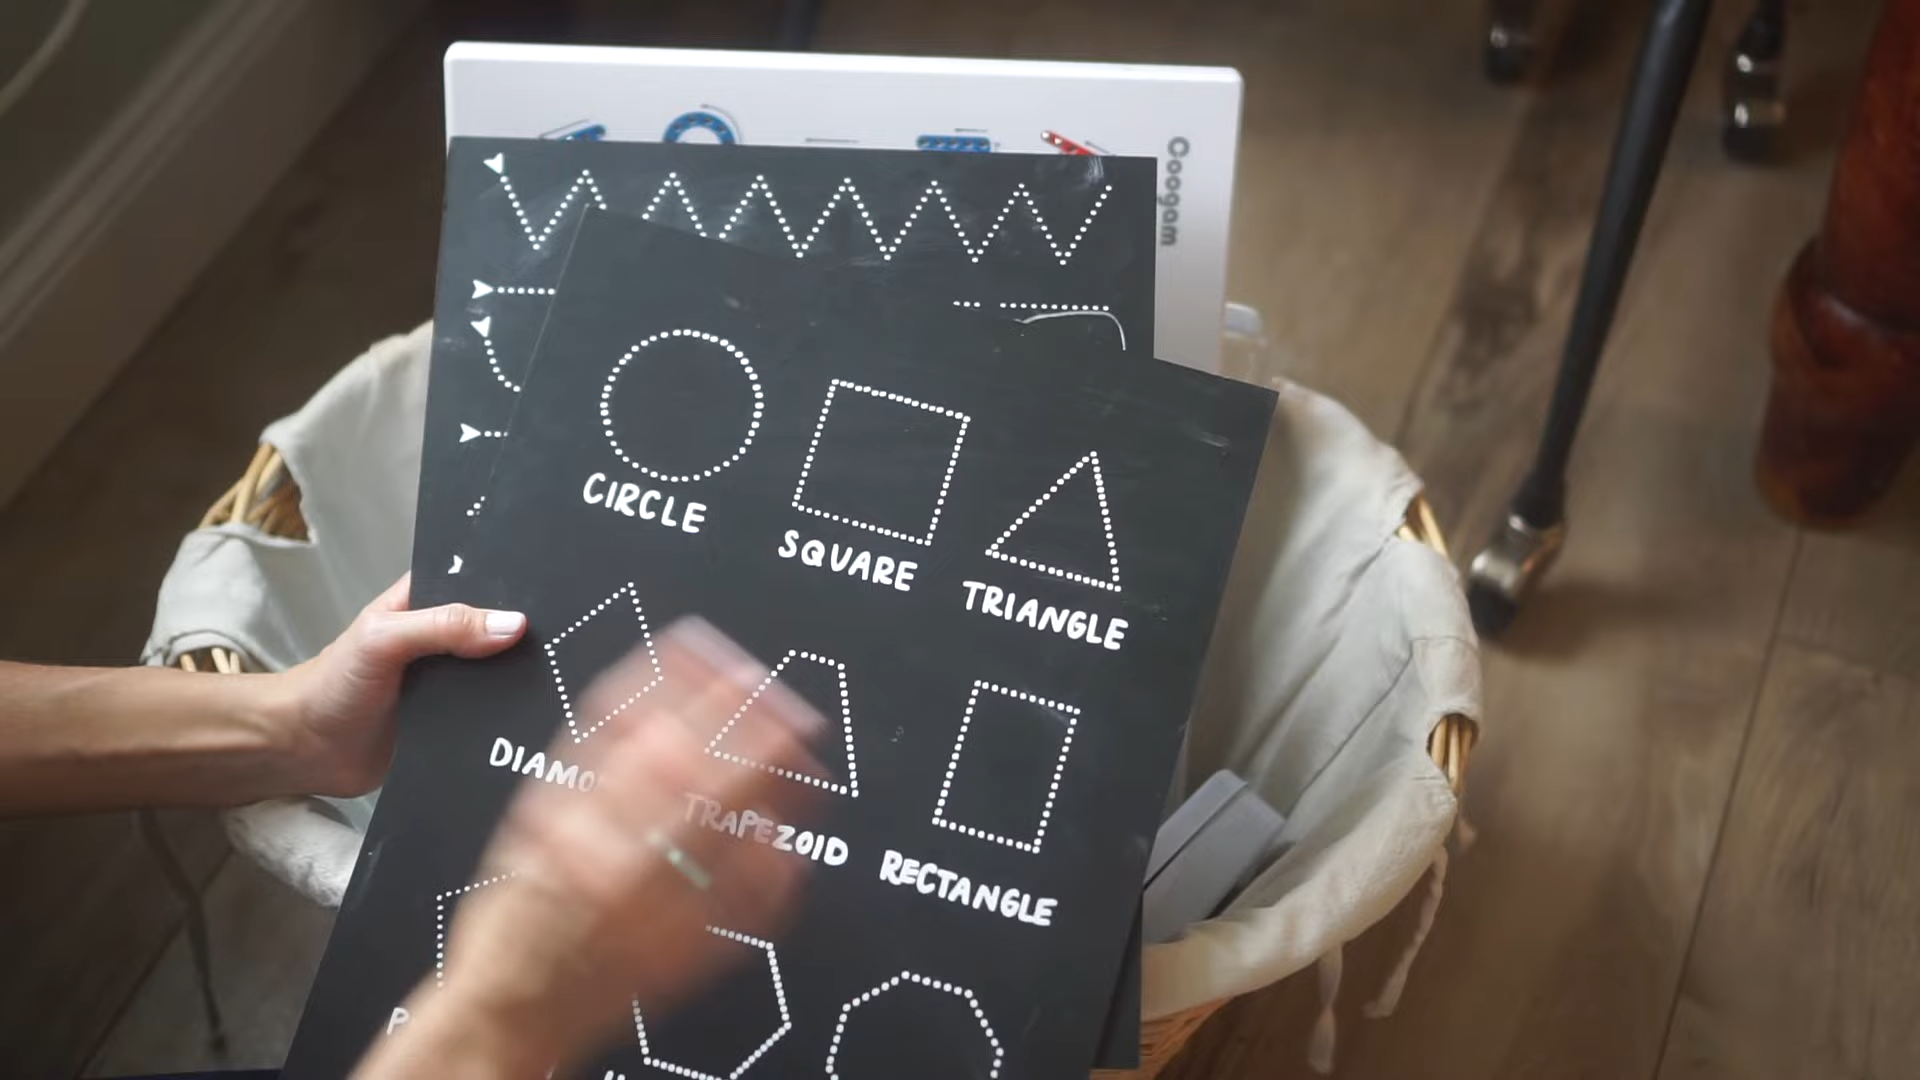 Coogam
CIRCLE
SQUARE
TRIANGLE
DIAMO
TRAPEZOID
RECTANGLE
P